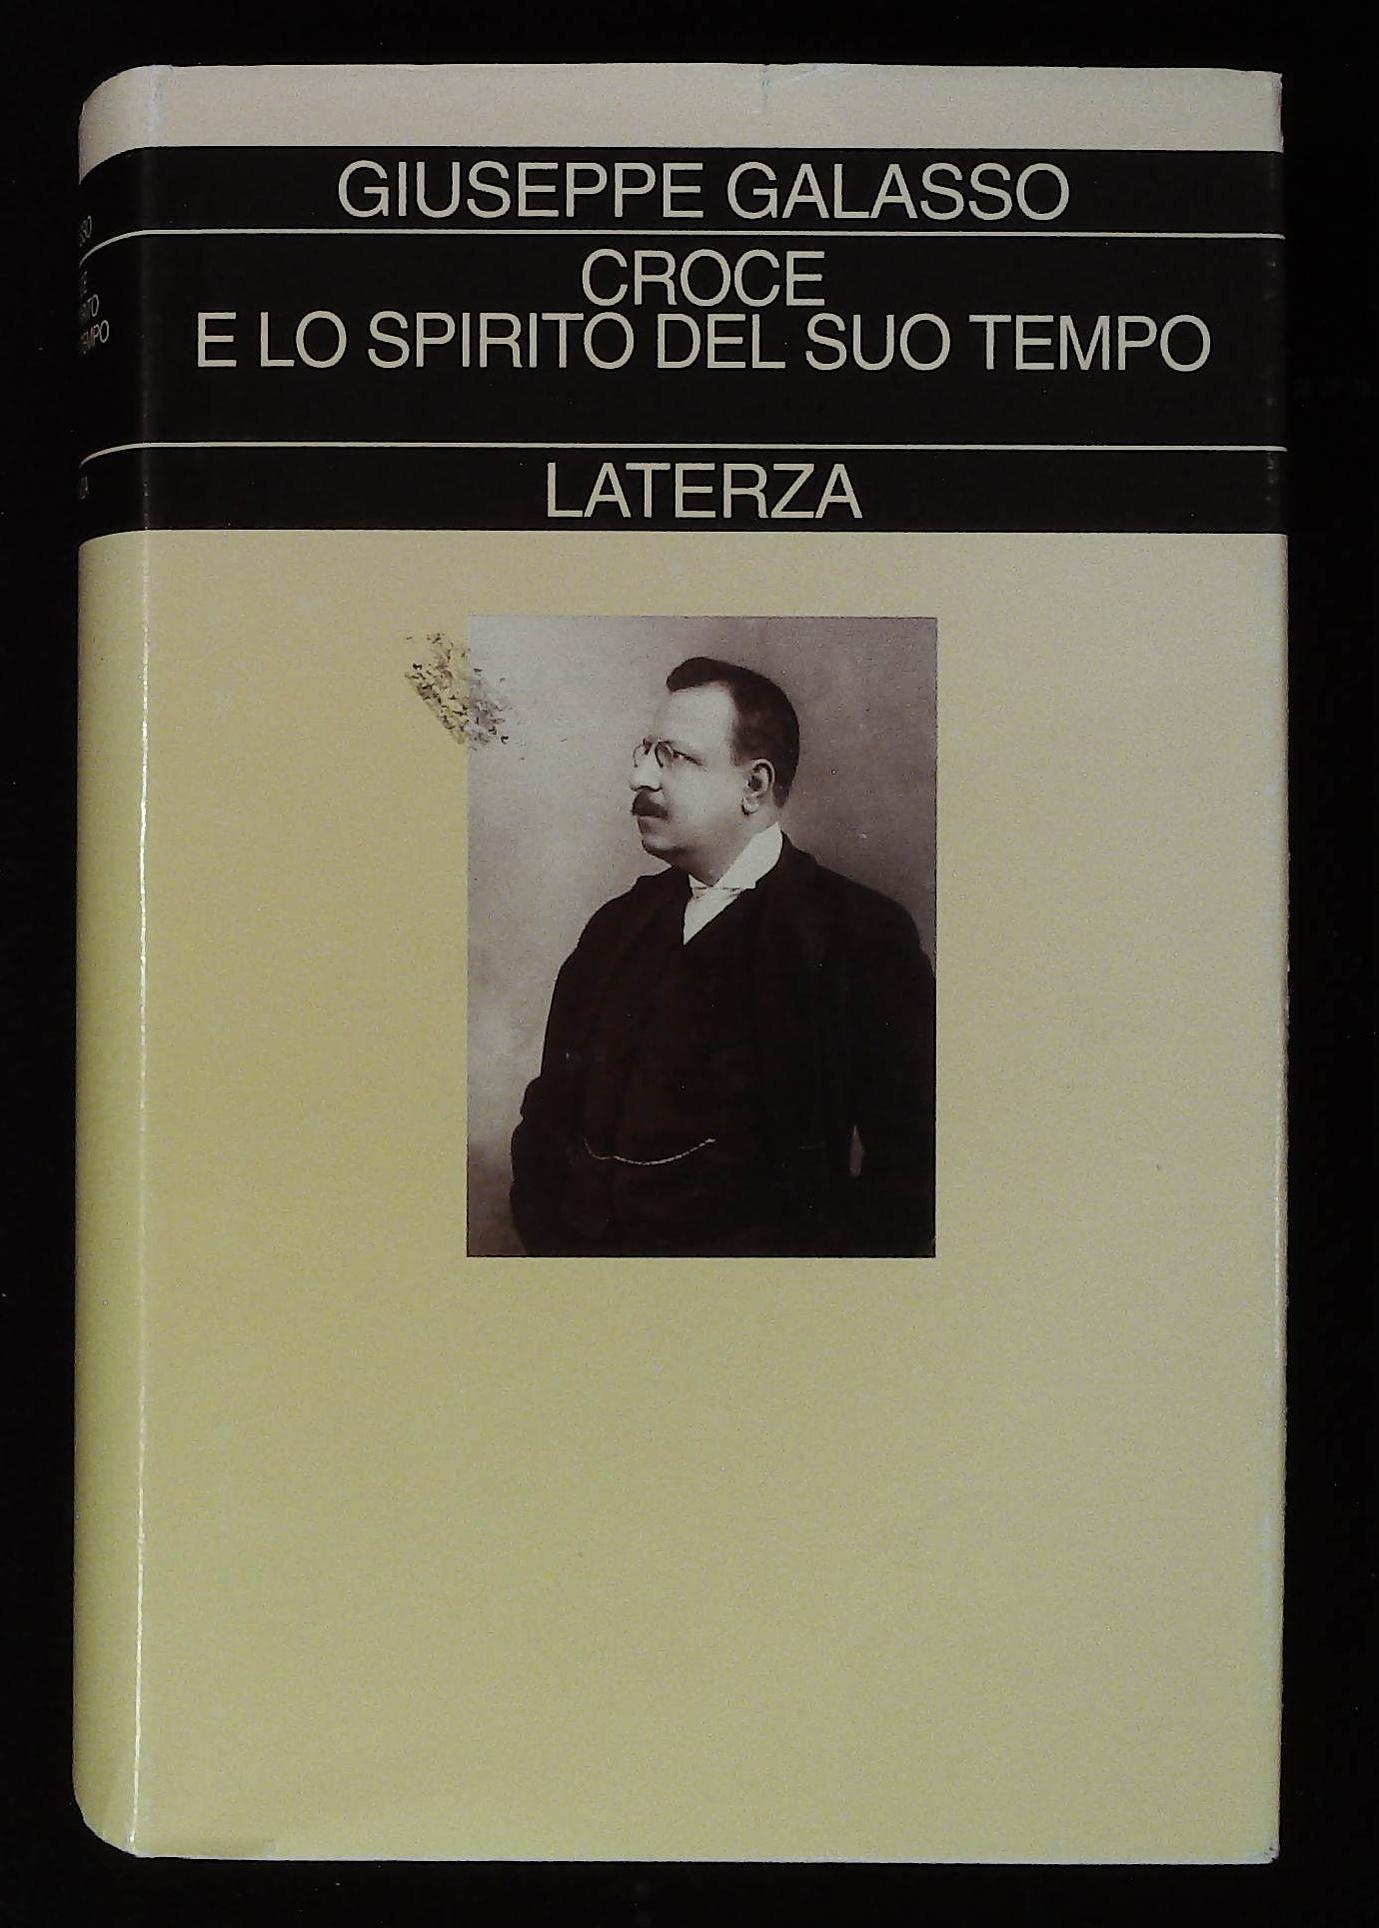 GIUSEPPE GALASSO
CROCE
E LO SPIRITO DEL SUO TEMPO
LATERZA